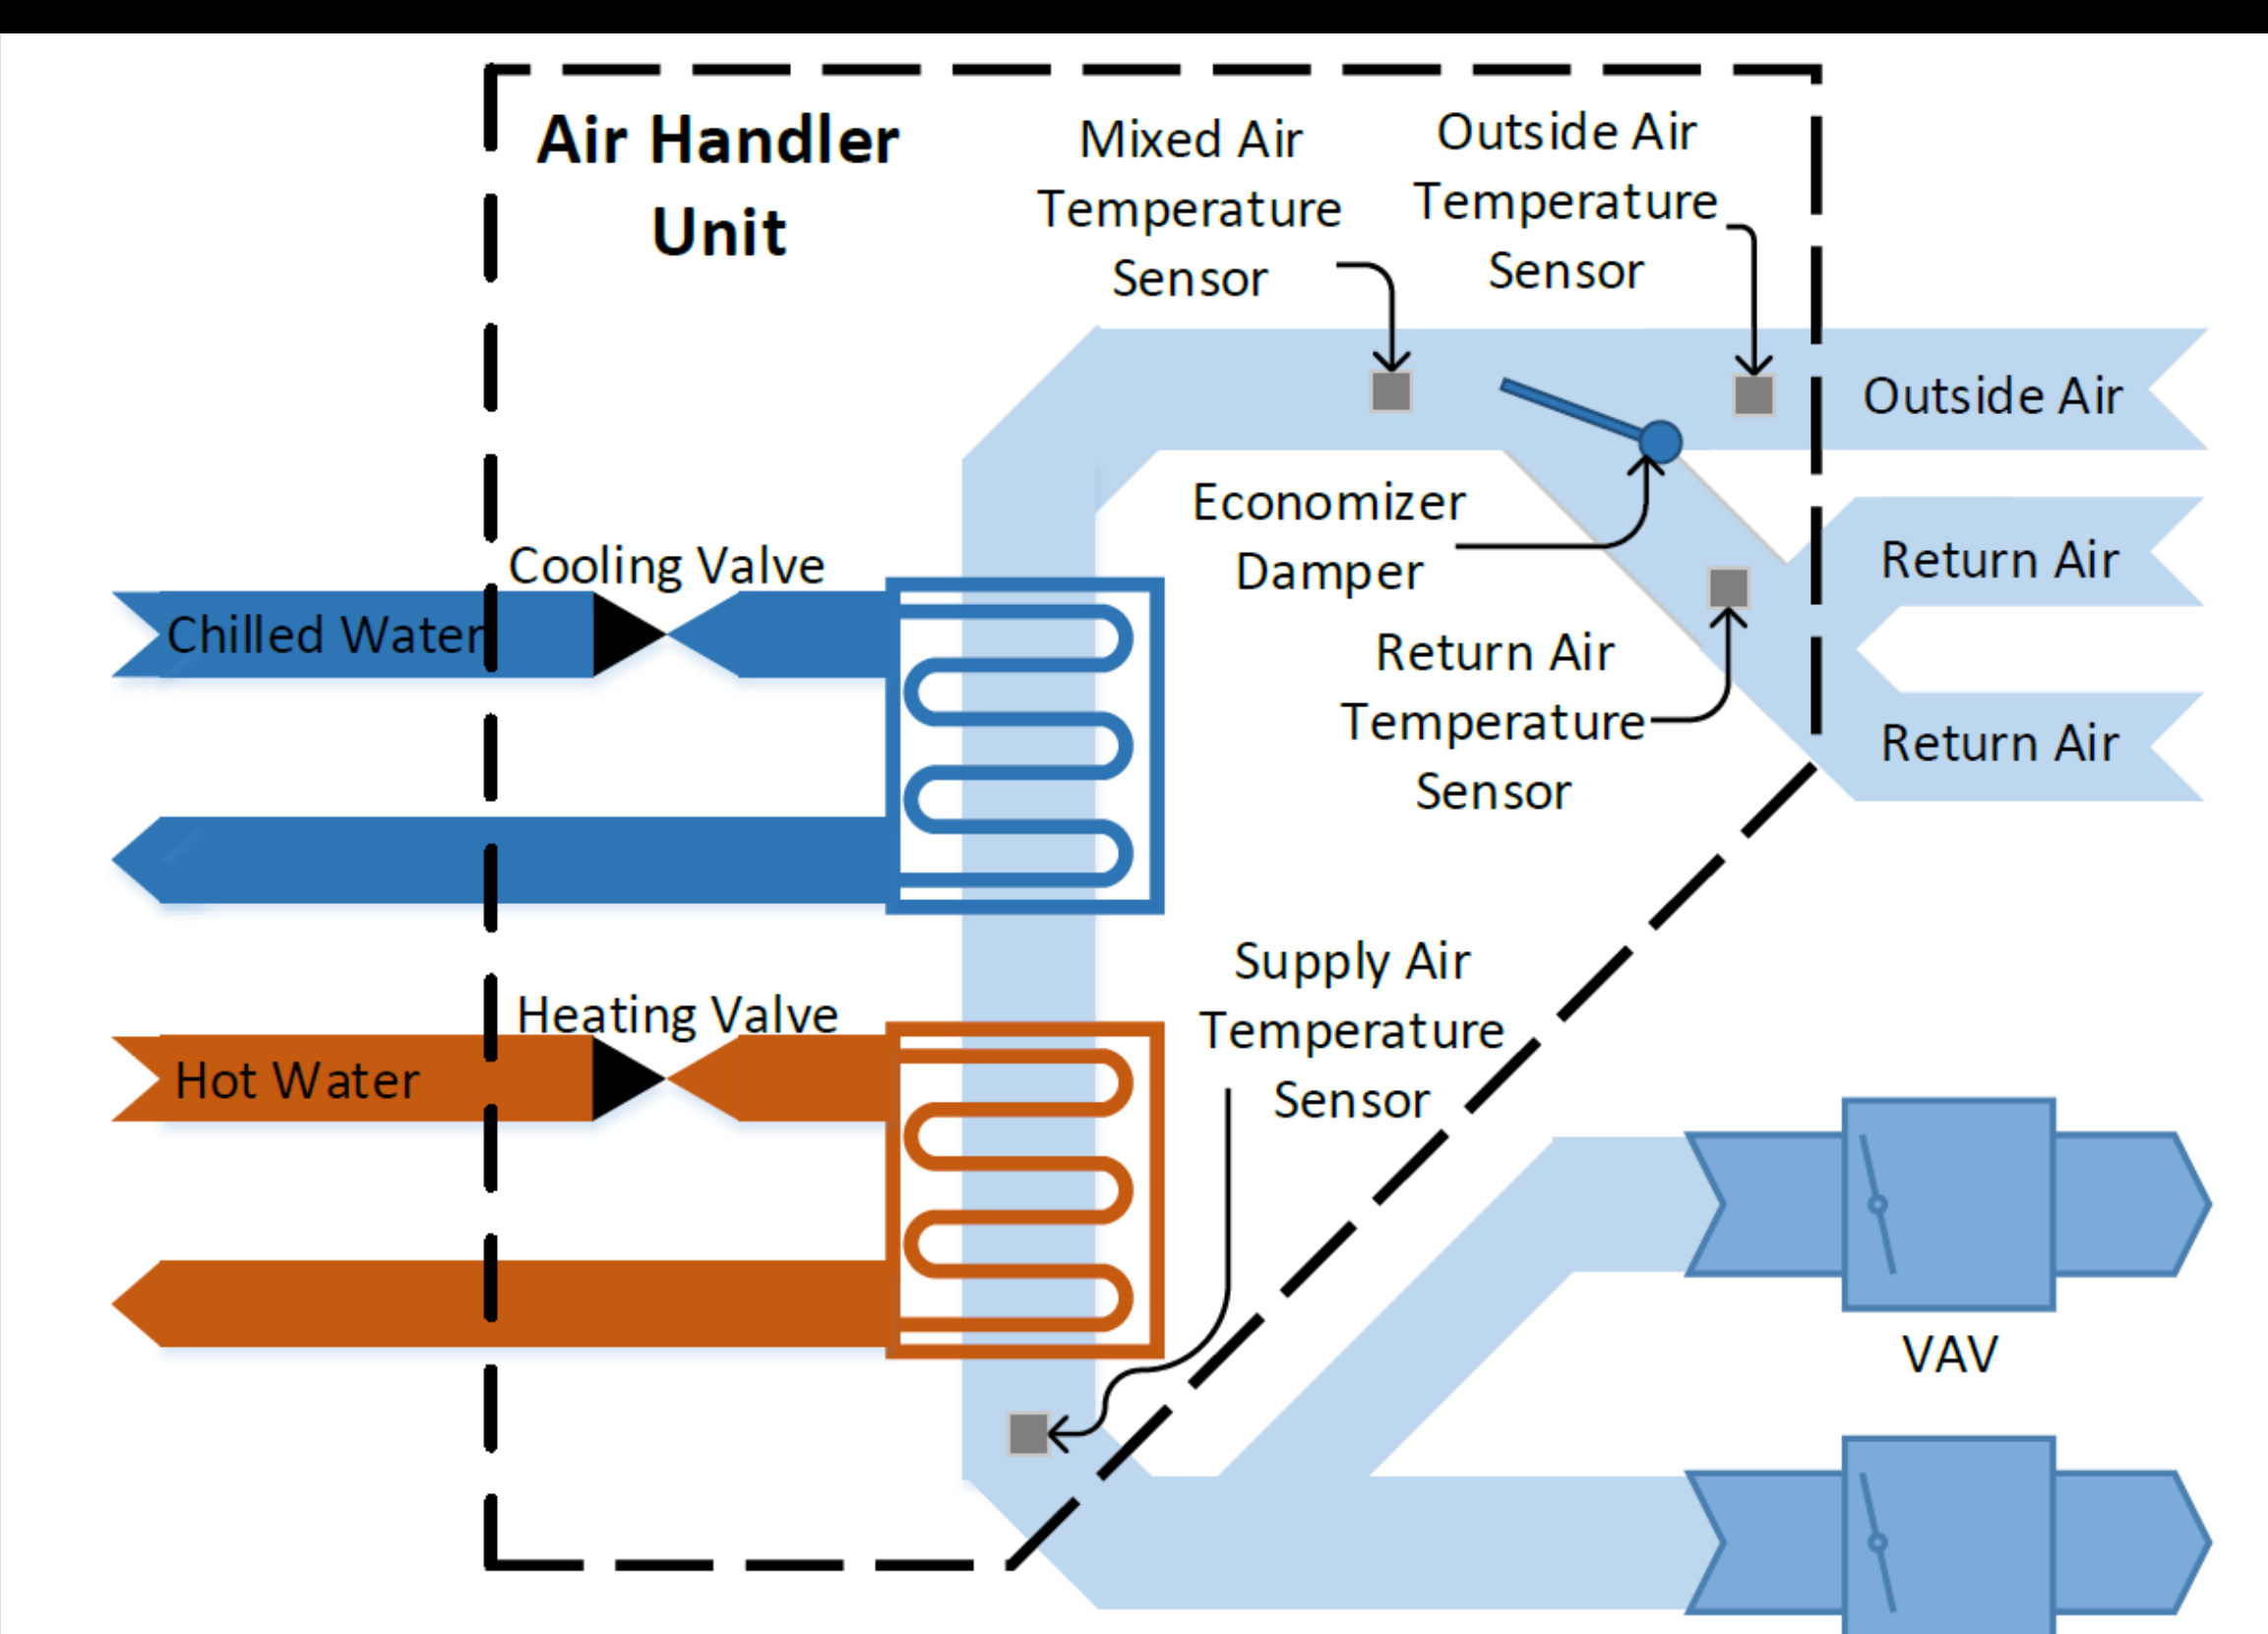 Air Handler
Unit
Mixed Air
Temperature
Sensor
Outside Air
Temperature
Sensor
Outside Air
Economizer
Damper
Return Air
Cooling Valve
Chilled Water
Return Air
Temperature
Sensor
Return Air
Supply Air
Temperature
Sensor
Heating Valve
Hot Water
VAV